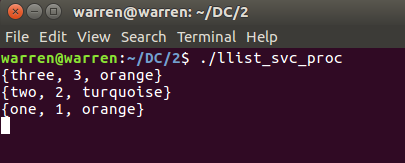 warren@warren: ~/DC/2
File Edit View Search Terminal Help
warren@warren:~/DC/2$ ./llist_svc_proc
{three, 3, orange}
{two, 2, turquoise}
{one, 1, orange}